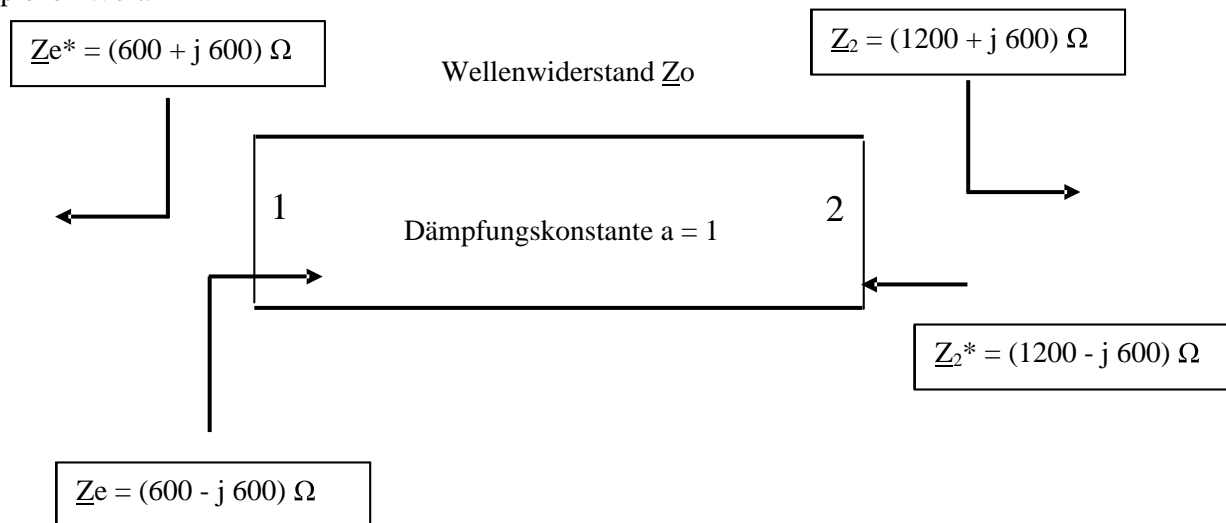 Ze* = (600 + j 600) Ω
Z₂ = (1200 + j 600) Ω
Wellenwiderstand Zo
1
2
Dämpfungskonstante a = 1
Z₂* = (1200 - j 600) Ω
Ze = (600 - j 600) Ω